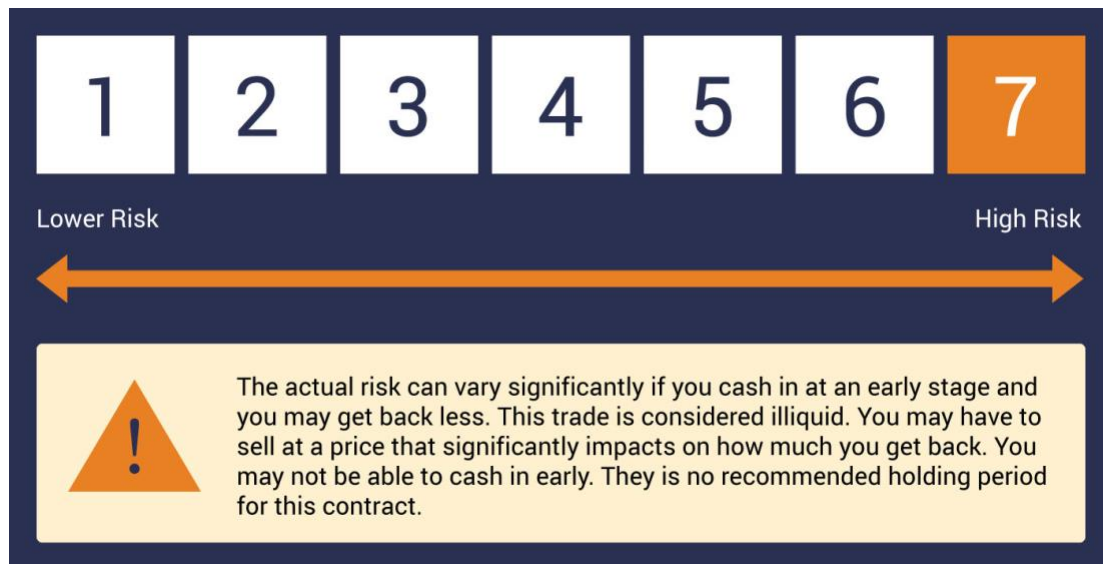 1 2 3 4 5 6 7
Lower Risk High Risk
!
The actual risk can vary significantly if you cash in at an early stage and
you may get back less. This trade is considered illiquid. You may have to
sell at a price that significantly impacts on how much you get back. You
may not be able to cash in early. They is no recommended holding period
for this contract.